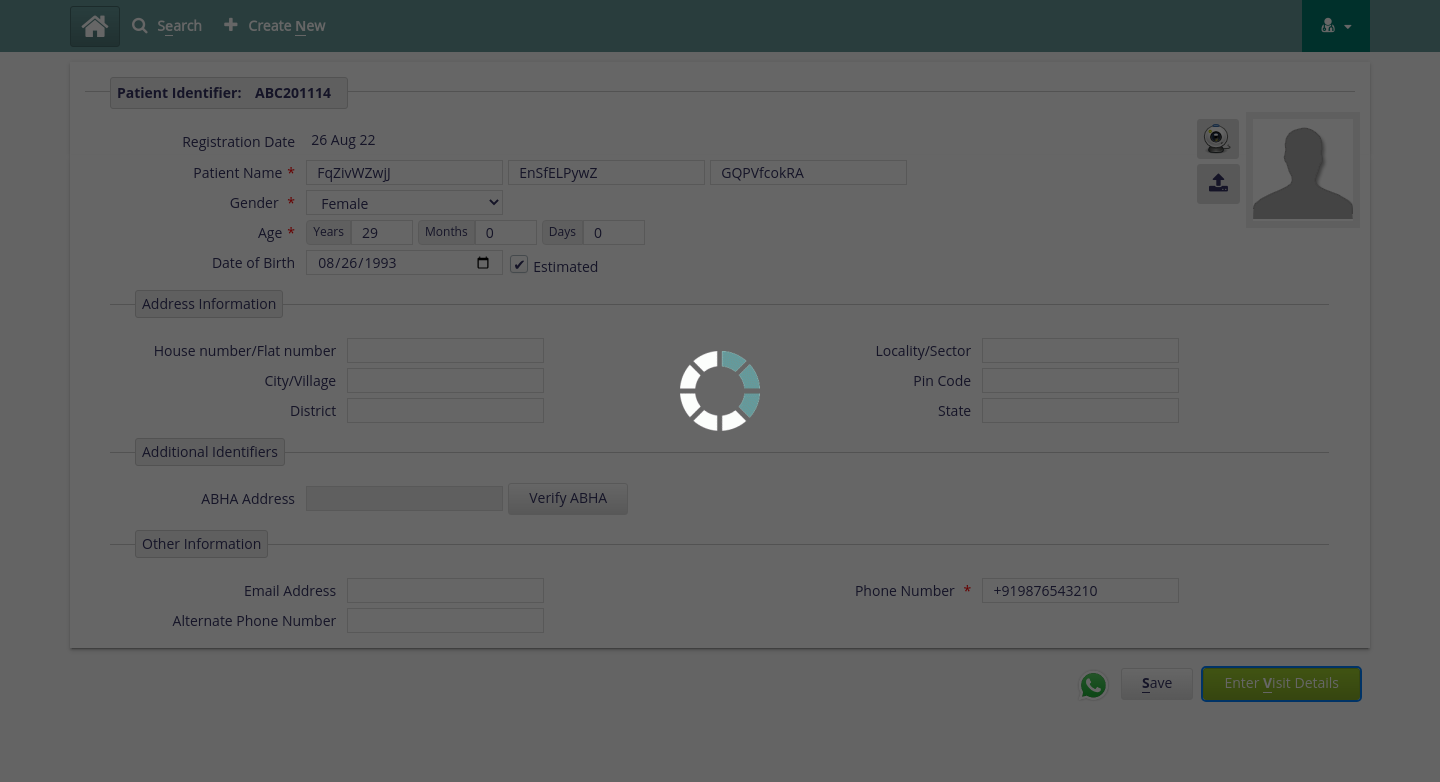 Search Create New
Patient Identifier: ABC201114
Registration Date 26 Aug 22
Patient Name * FqZivWZwjJ EnSfELPywZ GQPVfcokRA
Gender * Female
Age * Years 29 Months 0 Days 0
Date of Birth 08/26/1993 Estimated
Address Information
House number/Flat number Locality/Sector
City/Village Pin Code
District State
Additional Identifiers
ABHA Address Verify ABHA
Other Information
Email Address Phone Number * +919876543210
Alternate Phone Number
Save Enter Visit Details